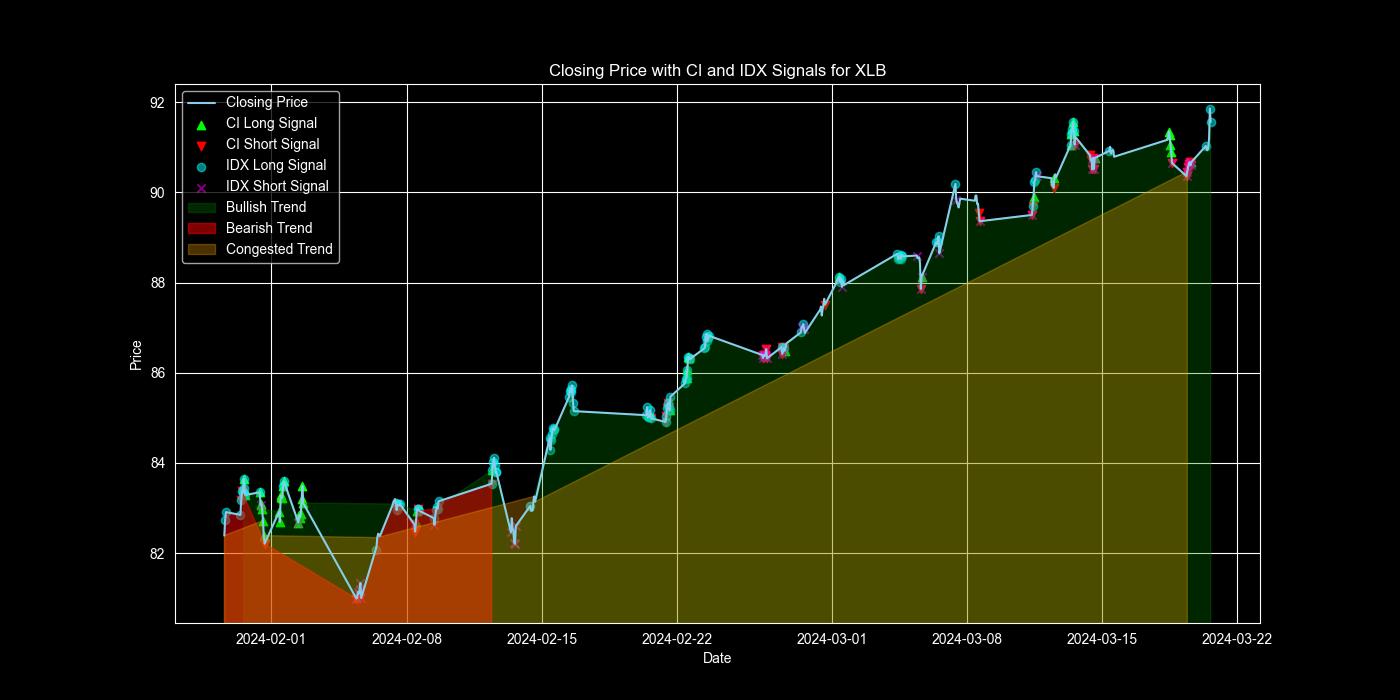 Closing Price with CI and IDX Signals for XLB
Closing Price
CI Long Signal
CI Short Signal
IDX Long Signal
IDX Short Signal
Bullish Trend
Bearish Trend
Congested Trend
92
90
88
86
84
82
Price
2024-02-01
2024-02-08
2024-02-15
2024-02-22
2024-03-01
2024-03-08
2024-03-15
2024-03-22
Date